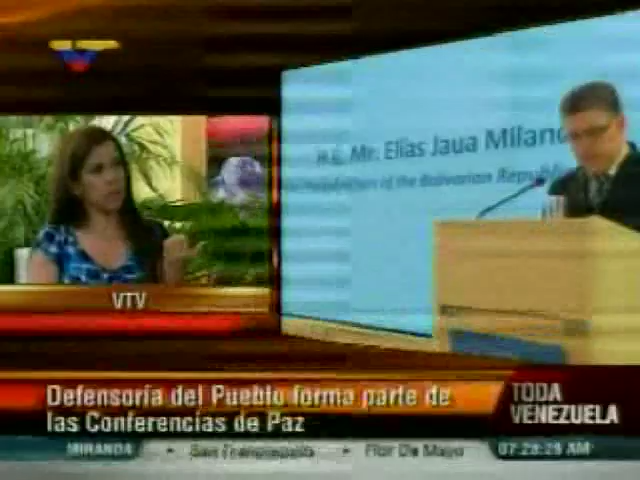 H.E. Mr. Elías Jaua Milano
of the Bolivarian Republic
VTV
Defensoría del Pueblo forma parte de
las Conferencias de Paz
TODA
VENEZUELA
MIRANDA
San Francisquito
Flor De Mayo
07:28:29 AM